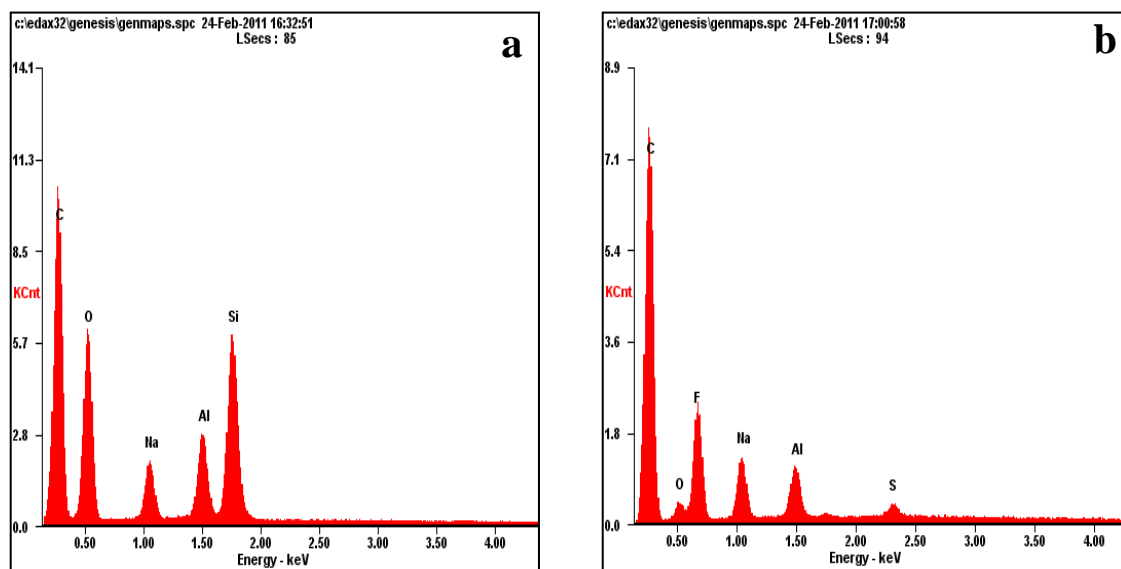 c:\edax32\genesis\genmaps.spc 24-Feb-2011 16:32:51
LSecs : 85
a
14.1
11.3
8.5
KCnt
5.7
2.8
0.0
C
O
Na
Al
Si
0.50 1.00 1.50 2.00 2.50 3.00 3.50 4.00
Energy - keV
c:\edax32\genesis\genmaps.spc 24-Feb-2011 17:00:58
LSecs : 94
b
8.9
7.1
5.4
KCnt
3.6
1.8
0.0
C
O
F
Na
Al
S
0.50 1.00 1.50 2.00 2.50 3.00 3.50 4.00
Energy - keV